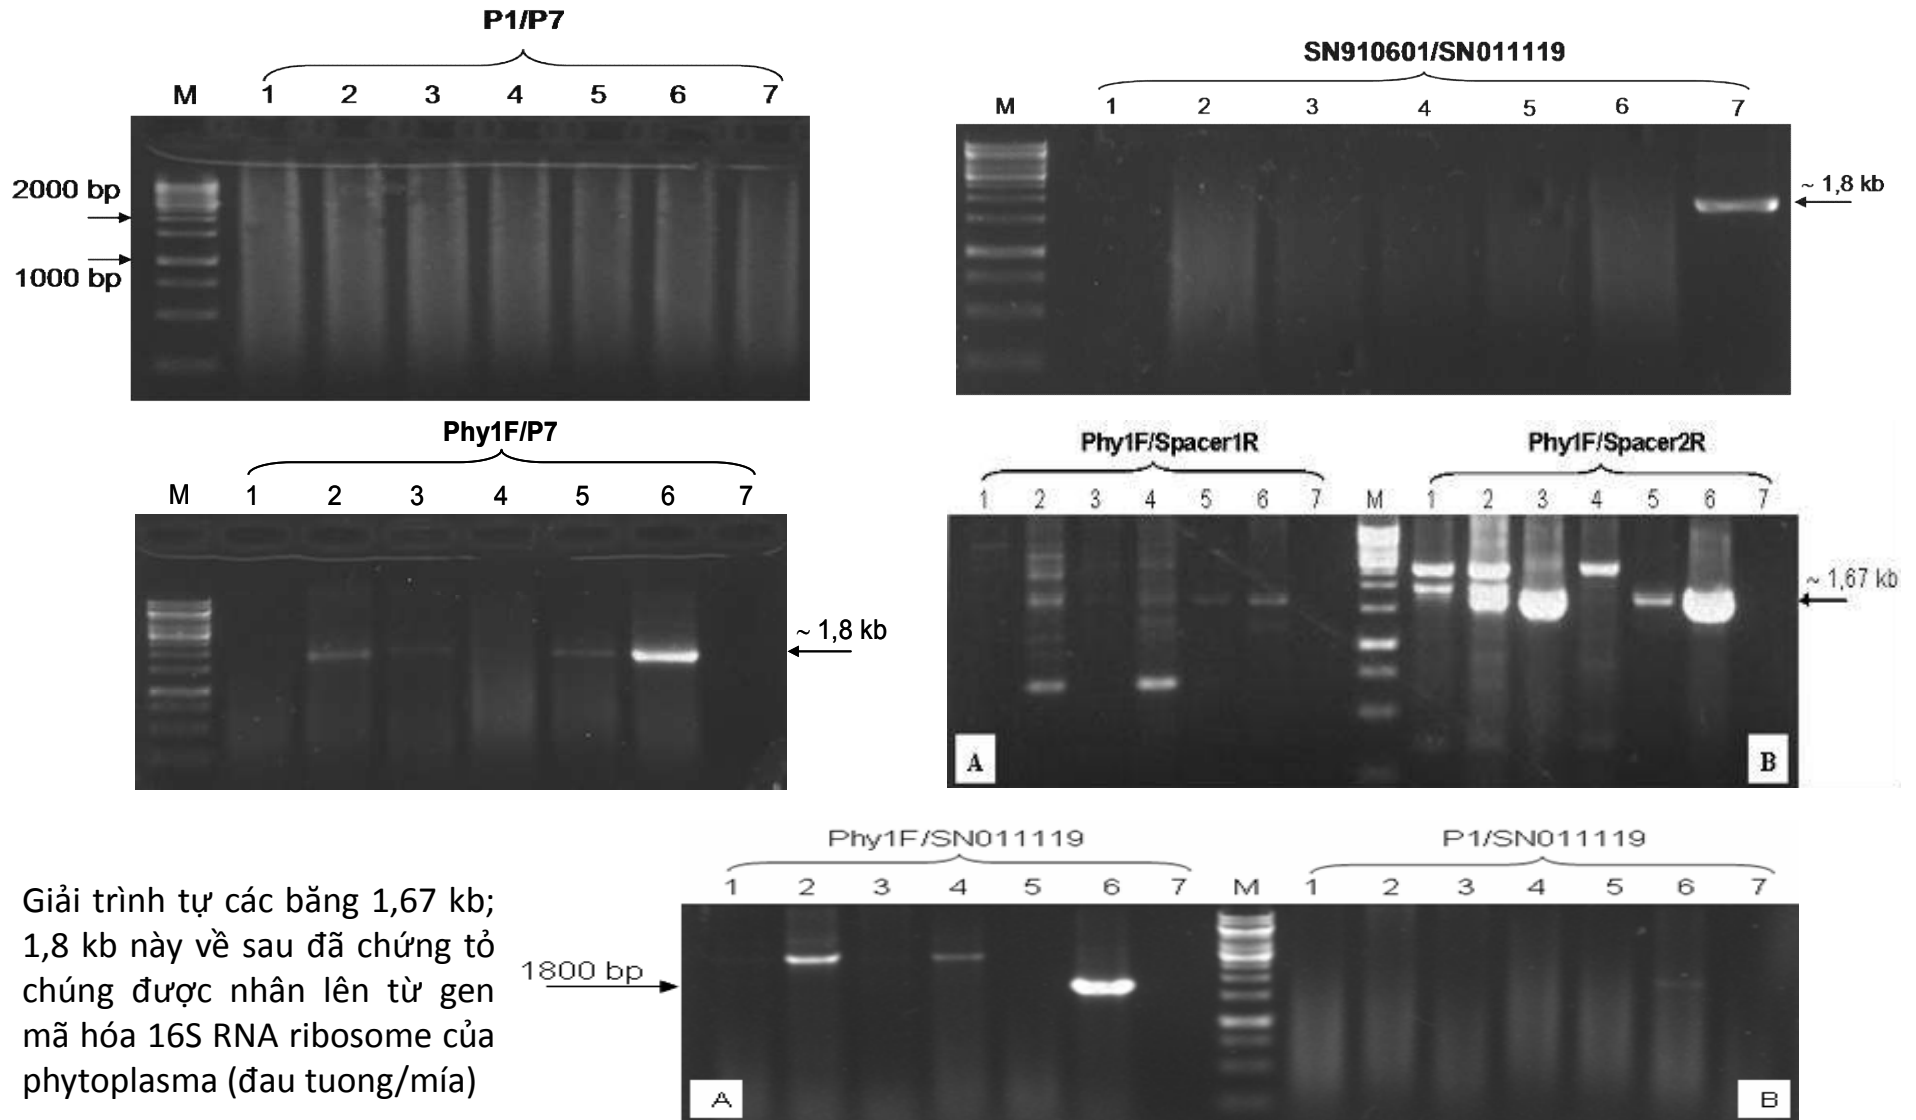 P1/P7
M 1 2 3 4 5 6 7
2000 bp
1000 bp
SN910601/SN011119
M 1 2 3 4 5 6 7
~ 1,8 kb
Phy1F/P7
M 1 2 3 4 5 6 7
~ 1,8 kb
Phy1F/Spacer1R Phy1F/Spacer2R
1 2 3 4 5 6 7 M 1 2 3 4 5 6 7
~ 1,67 kb
A B
Phy1F/SN011119 P1/SN011119
1 2 3 4 5 6 7 M 1 2 3 4 5 6 7
1800 bp
A B
Giải trình tự các băng 1,67 kb;
1,8 kb này về sau đã chứng tỏ
chúng được nhân lên từ gen
mã hóa 16S RNA ribosome của
phytoplasma (đau tuong/mía)